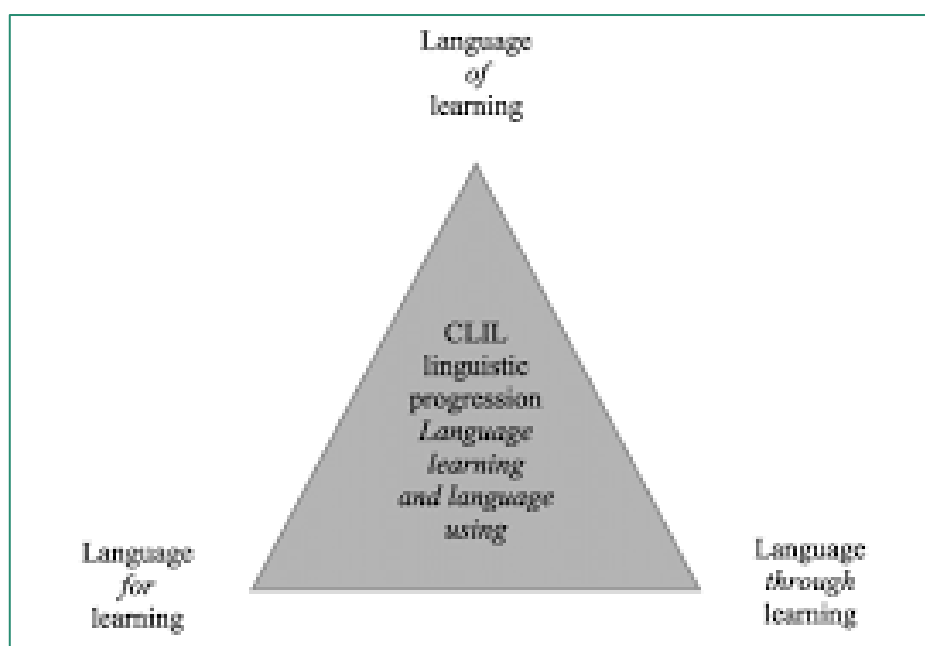 Language
of
learning
CLIL
linguistic
progression
Language
learning
and language
using
Language
for
learning
Language
through
learning